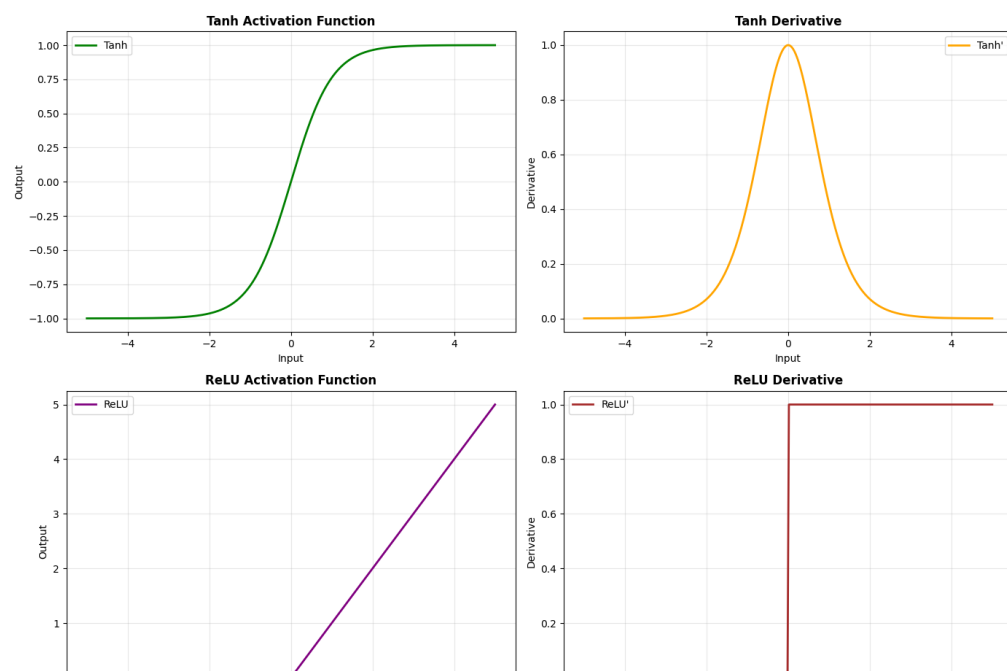 Tanh Activation Function
Tanh
1.00
0.75
0.50
0.25
0.00
−0.25
−0.50
−0.75
−1.00
Output
−4 −2 0 2 4
Input
Tanh Derivative
Tanh'
1.0
0.8
0.6
0.4
0.2
0.0
Derivative
−4 −2 0 2 4
Input
ReLU Activation Function
ReLU
5
4
3
2
1
Output
ReLU Derivative
ReLU'
1.0
0.8
0.6
0.4
0.2
Derivative